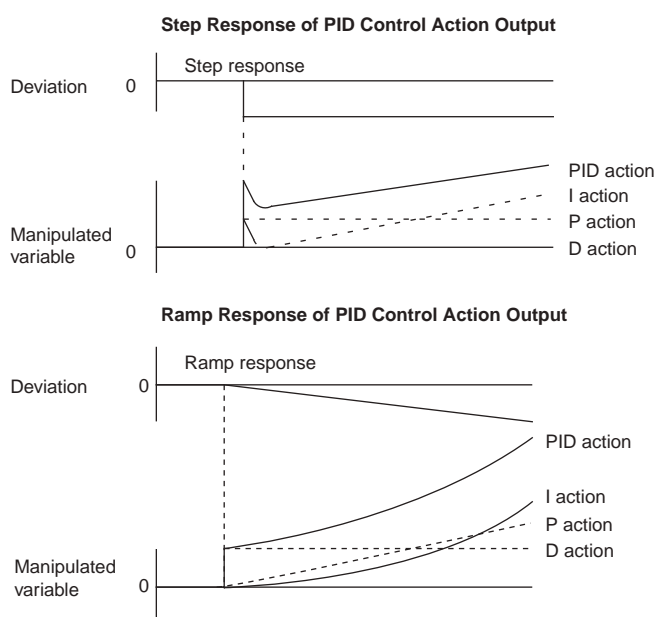 Step Response of PID Control Action Output
Step response
Deviation 0
PID action
I action
P action
Manipulated
variable 0
D action
Ramp Response of PID Control Action Output
Ramp response
Deviation 0
PID action
I action
P action
D action
Manipulated
variable 0